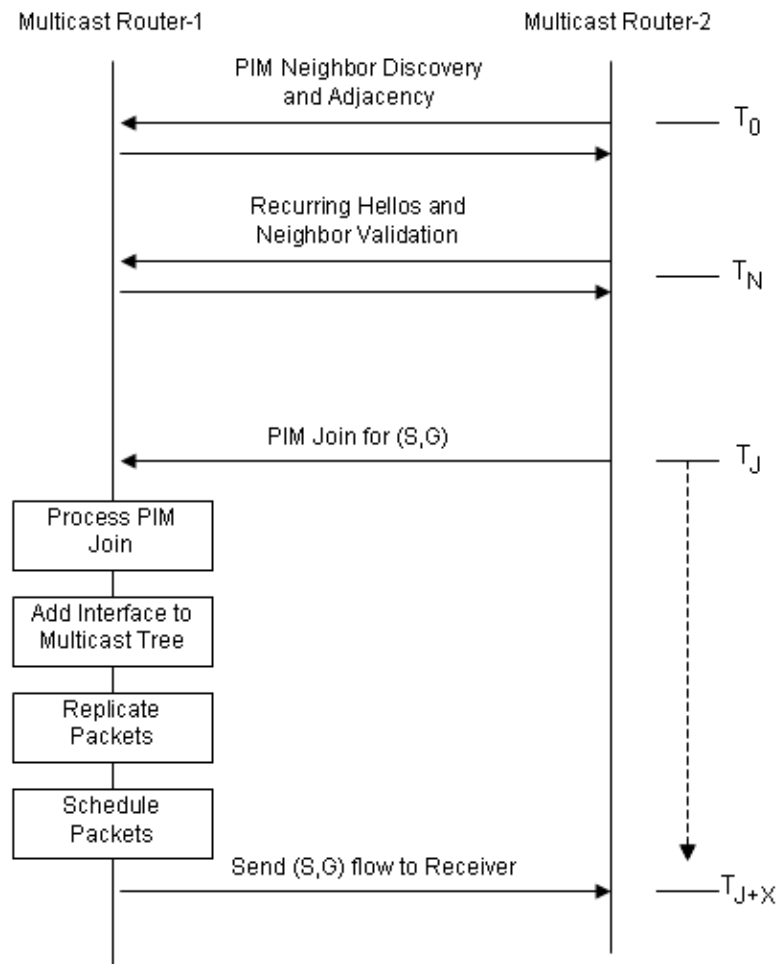 Multicast Router-1
Multicast Router-2
PIM Neighbor Discovery
and Adjacency
T0
Recurring Hellos and
Neighbor Validation
TN
PIM Join for (S,G)
TJ
Process PIM
Join
Add Interface to
Multicast Tree
Replicate
Packets
Schedule
Packets
Send (S,G) flow to Receiver
TJ+X